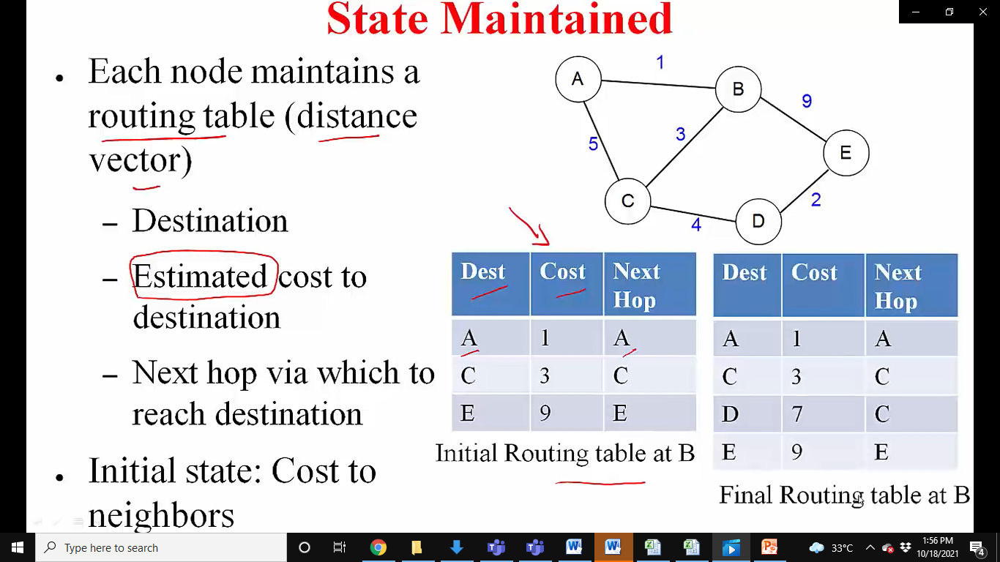 State Maintained
• Each node maintains a
routing table (distance
vector)
– Destination
– Estimated cost to
destination
– Next hop via which to
reach destination
• Initial state: Cost to
neighbors
A 1 B 9
5 3 E
C 4 D 2
Dest Cost Next Hop
A 1 A
C 3 C
E 9 E
Initial Routing table at B
Dest Cost Next Hop
A 1 A
C 3 C
D 7 C
E 9 E
Final Routing table at B
Type here to search
33°C
1:56 PM
10/18/2021
4